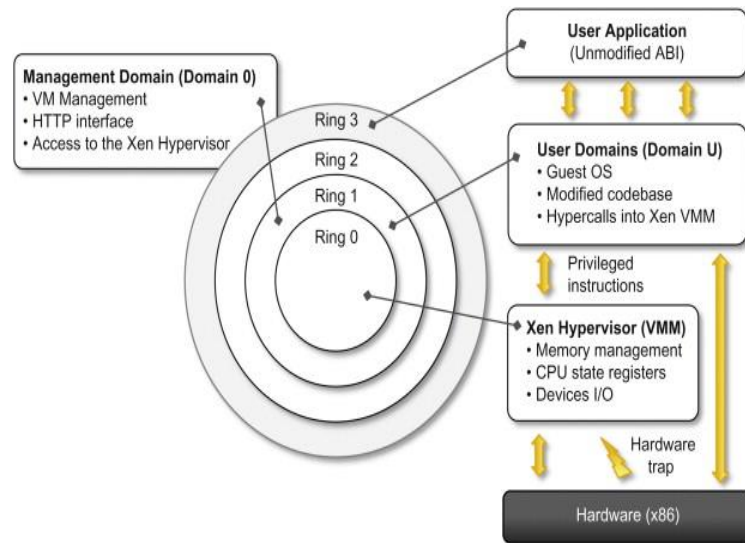 Management Domain (Domain 0)
• VM Management
• HTTP interface
• Access to the Xen Hypervisor
Ring 3
Ring 2
Ring 1
Ring 0
User Application
(Unmodified ABI)
User Domains (Domain U)
• Guest OS
• Modified codebase
• Hypercalls into Xen VMM
Privileged
instructions
Xen Hypervisor (VMM)
• Memory management
• CPU state registers
• Devices I/O
Hardware
trap
Hardware (x86)